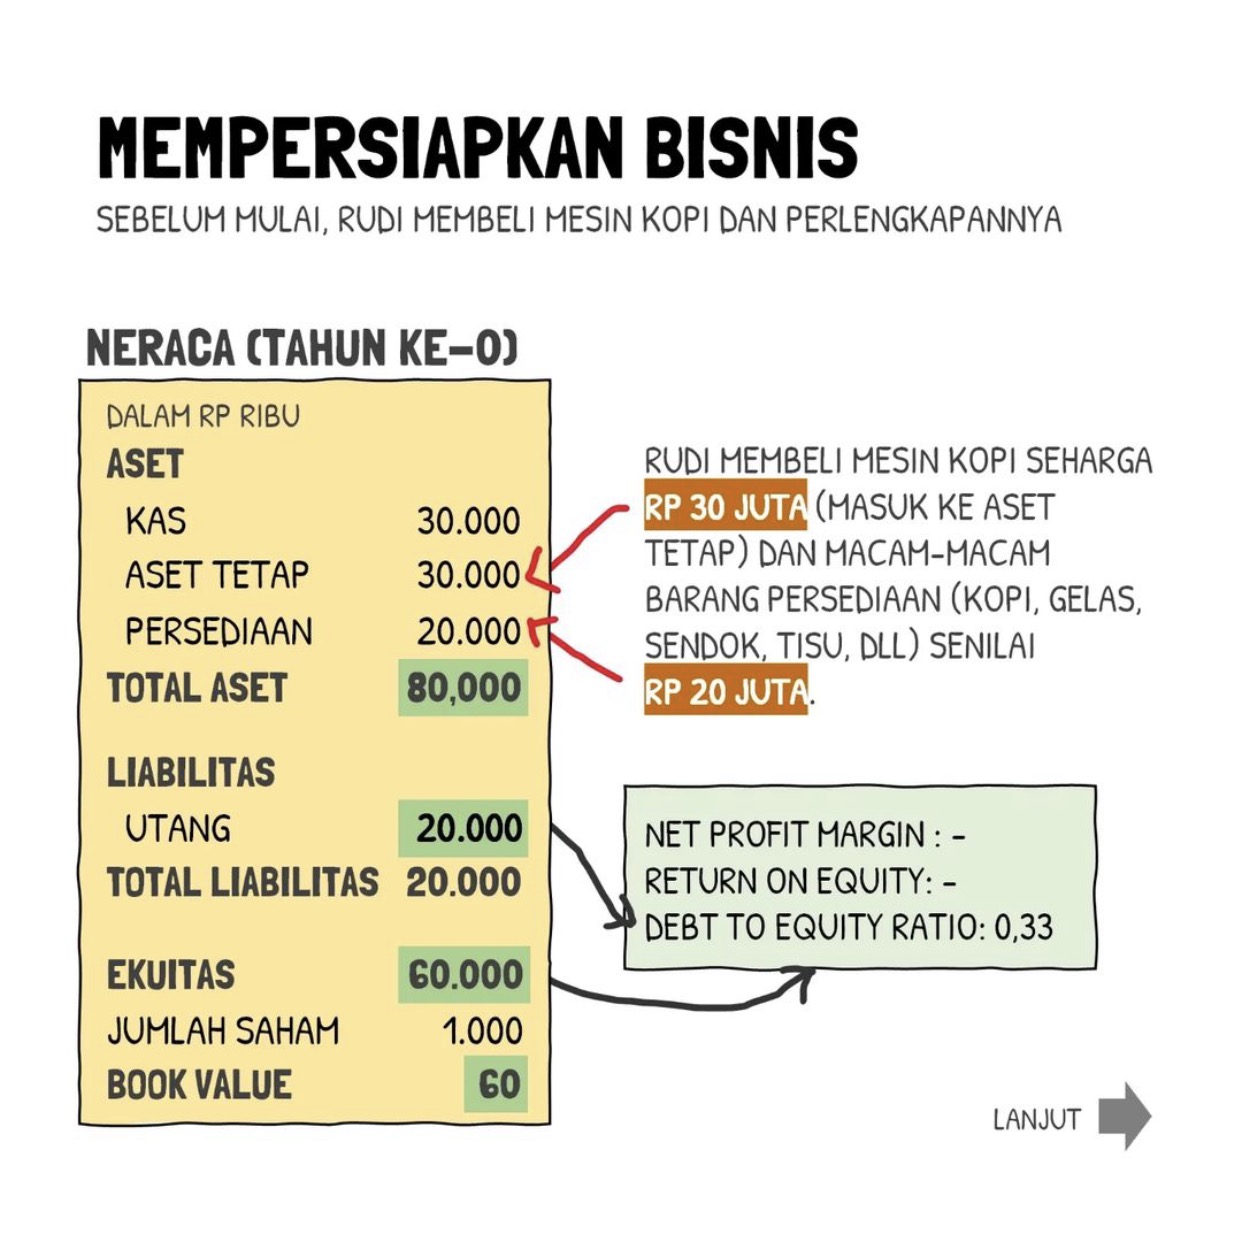 MEMPERSIAPKAN BISNIS
SEBELUM MULAI, RUDI MEMBELI MESIN KOPI DAN PERLENGKAPANNYA
NERACA (TAHUN KE-0)
DALAM RP RIBU
ASET
KAS 30.000
ASET TETAP 30.000
PERSEDIAAN 20.000
TOTAL ASET 80,000
LIABILITAS
UTANG 20.000
TOTAL LIABILITAS 20.000
EKUITAS 60.000
JUMLAH SAHAM 1.000
BOOK VALUE 60
RUDI MEMBELI MESIN KOPI SEHARGA
RP 30 JUTA (MASUK KE ASET
TETAP) DAN MACAM-MACAM
BARANG PERSEDIAAN (KOPI, GELAS,
SENDOK, TISU, DLL) SENILAI
RP 20 JUTA.
NET PROFIT MARGIN : -
RETURN ON EQUITY: -
DEBT TO EQUITY RATIO: 0,33
LANJUT